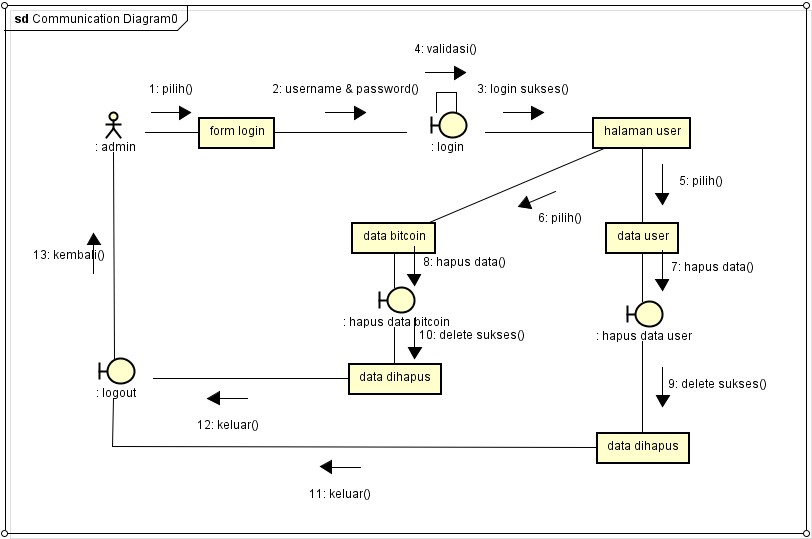 sd Communication Diagram0
4: validasi()
1: pilih()
2: username & password()
3: login sukses()
form login
halaman user
: admin
: login
5: pilih()
6: pilih()
data bitcoin
data user
13: kembali()
8: hapus data()
7: hapus data()
: hapus data bitcoin
10: delete sukses()
: hapus data user
data dihapus
: logout
9: delete sukses()
12: keluar()
data dihapus
11: keluar()